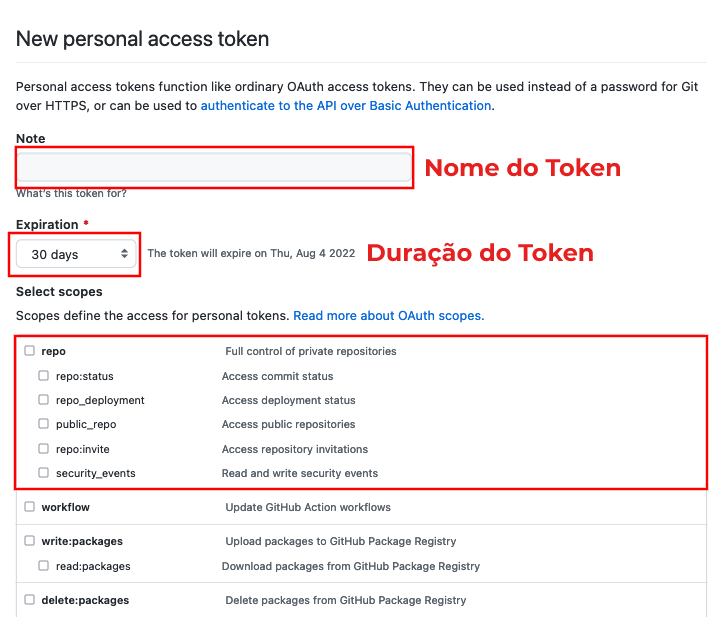 New personal access token
Personal access tokens function like ordinary OAuth access tokens. They can be used instead of a password for Git
over HTTPS, or can be used to authenticate to the API over Basic Authentication.
Note
Nome do Token
What's this token for?
Expiration *
30 days The token will expire on Thu, Aug 4 2022 Duração do Token
Select scopes
Scopes define the access for personal tokens. Read more about OAuth scopes.
repo Full control of private repositories
repo:status Access commit status
repo_deployment Access deployment status
public_repo Access public repositories
repo:invite Access repository invitations
security_events Read and write security events
workflow Update GitHub Action workflows
write:packages Upload packages to GitHub Package Registry
read:packages Download packages from GitHub Package Registry
delete:packages Delete packages from GitHub Package Registry